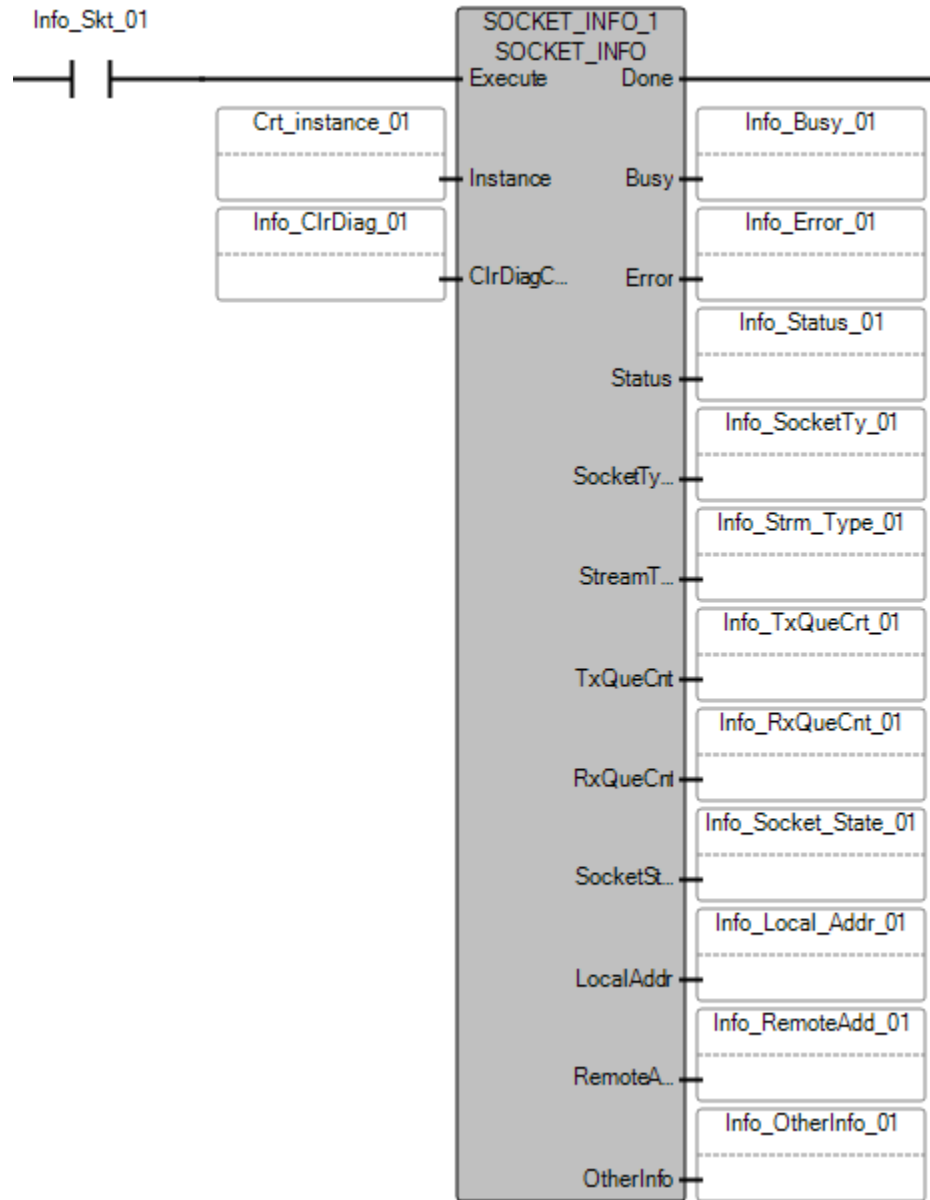 Info_Skt_01
SOCKET_INFO_1
SOCKET_INFO
Execute Done
Crt_instance_01
Info_Busy_01
Instance Busy
Info_ClrDiag_01
Info_Error_01
ClrDiagC... Error
Info_Status_01
Status
Info_SocketTy_01
SocketTy...
Info_Strm_Type_01
StreamT...
Info_TxQueCrt_01
TxQueCnt
Info_RxQueCnt_01
RxQueCnt
Info_Socket_State_01
SocketSt...
Info_Local_Addr_01
LocalAddr
Info_RemoteAdd_01
RemoteA...
Info_OtherInfo_01
OtherInfo